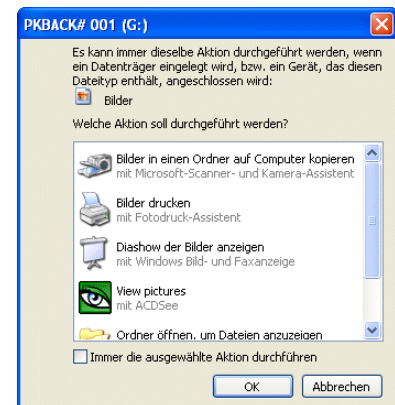 PKBACK# 001 (G:)
Es kann immer dieselbe Aktion durchgeführt werden, wenn
ein Datenträger eingelegt wird, bzw. ein Gerät, das diesen
Dateityp enthält, angeschlossen wird:
Bilder
Welche Aktion soll durchgeführt werden?
Bilder in einen Ordner auf Computer kopieren
mit Microsoft-Scanner- und Kamera-Assistent
Bilder drucken
mit Fotodruck-Assistent
Diashow der Bilder anzeigen
mit Windows Bild- und Faxanzeige
View pictures
mit ACDSee
Ordner öffnen, um Dateien anzuzeigen
Immer die ausgewählte Aktion durchführen
OK
Abbrechen